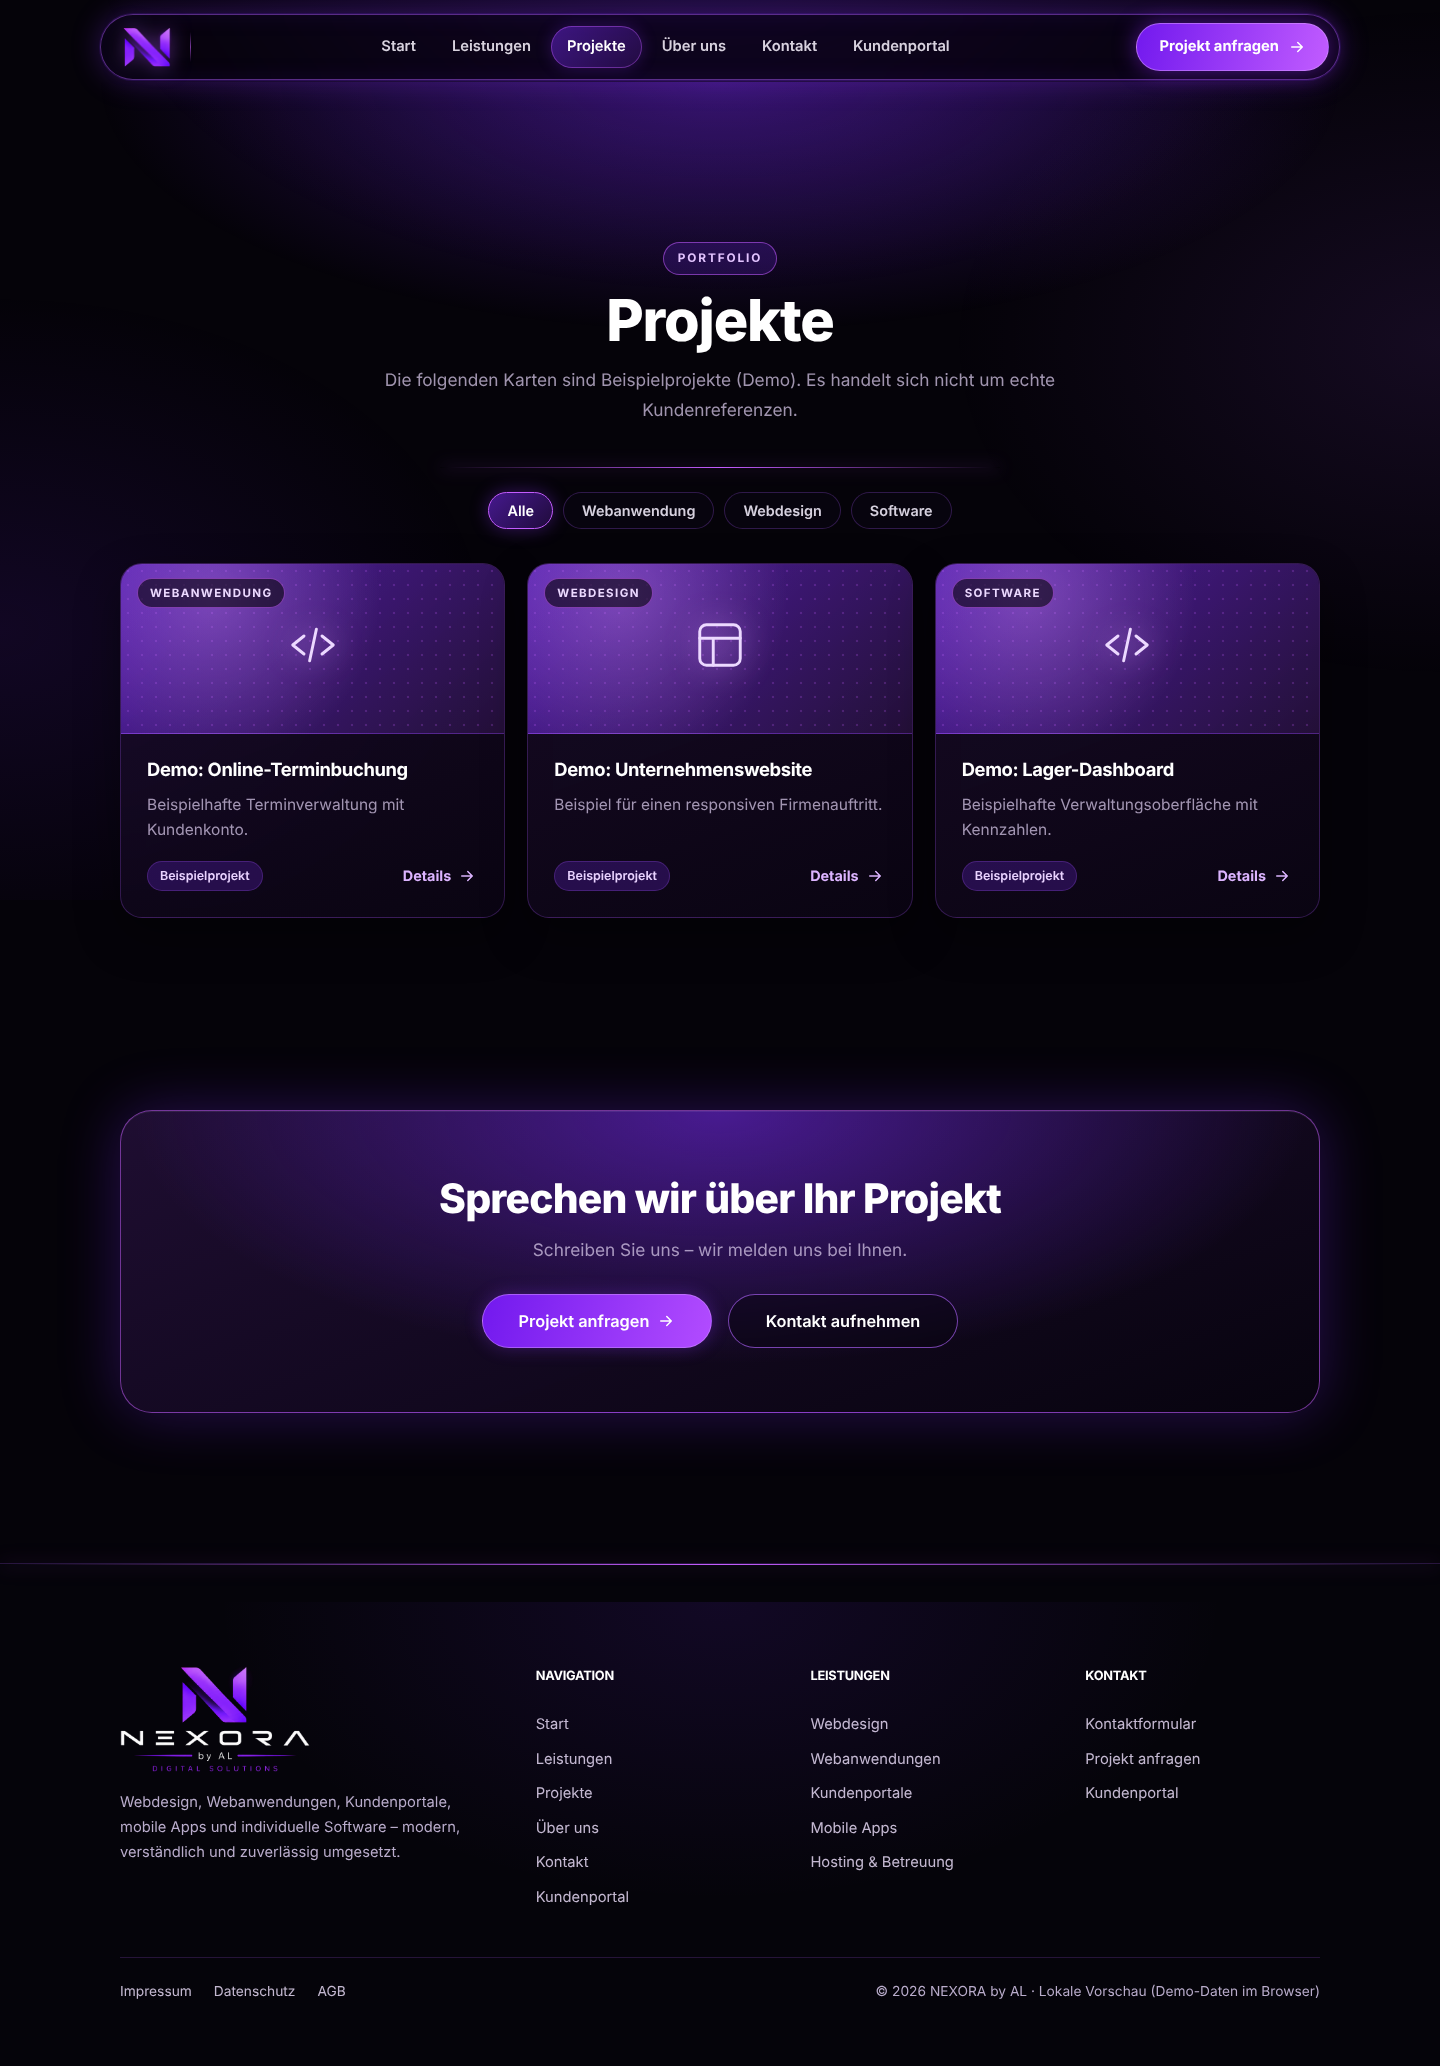 Start Leistungen Projekte Über uns Kontakt Kundenportal Projekt anfragen →
PORTFOLIO
Projekte
Die folgenden Karten sind Beispielprojekte (Demo). Es handelt sich nicht um echte
Kundenreferenzen.
Alle Webanwendung Webdesign Software
WEBANWENDUNG
Demo: Online-Terminbuchung
Beispielhafte Terminverwaltung mit
Kundenkonto.
Beispielprojekt Details →
WEBDESIGN
Demo: Unternehmenswebsite
Beispiel für einen responsiven Firmenauftritt.
Beispielprojekt Details →
SOFTWARE
Demo: Lager-Dashboard
Beispielhafte Verwaltungsoberfläche mit
Kennzahlen.
Beispielprojekt Details →
Sprechen wir über Ihr Projekt
Schreiben Sie uns – wir melden uns bei Ihnen.
Projekt anfragen → Kontakt aufnehmen
NEXORA
by AL
DIGITAL SOLUTIONS
Webdesign, Webanwendungen, Kundenportale,
mobile Apps und individuelle Software – modern,
verständlich und zuverlässig umgesetzt.
NAVIGATION
Start
Leistungen
Projekte
Über uns
Kontakt
Kundenportal
LEISTUNGEN
Webdesign
Webanwendungen
Kundenportale
Mobile Apps
Hosting & Betreuung
KONTAKT
Kontaktformular
Projekt anfragen
Kundenportal
Impressum Datenschutz AGB
© 2026 NEXORA by AL · Lokale Vorschau (Demo-Daten im Browser)